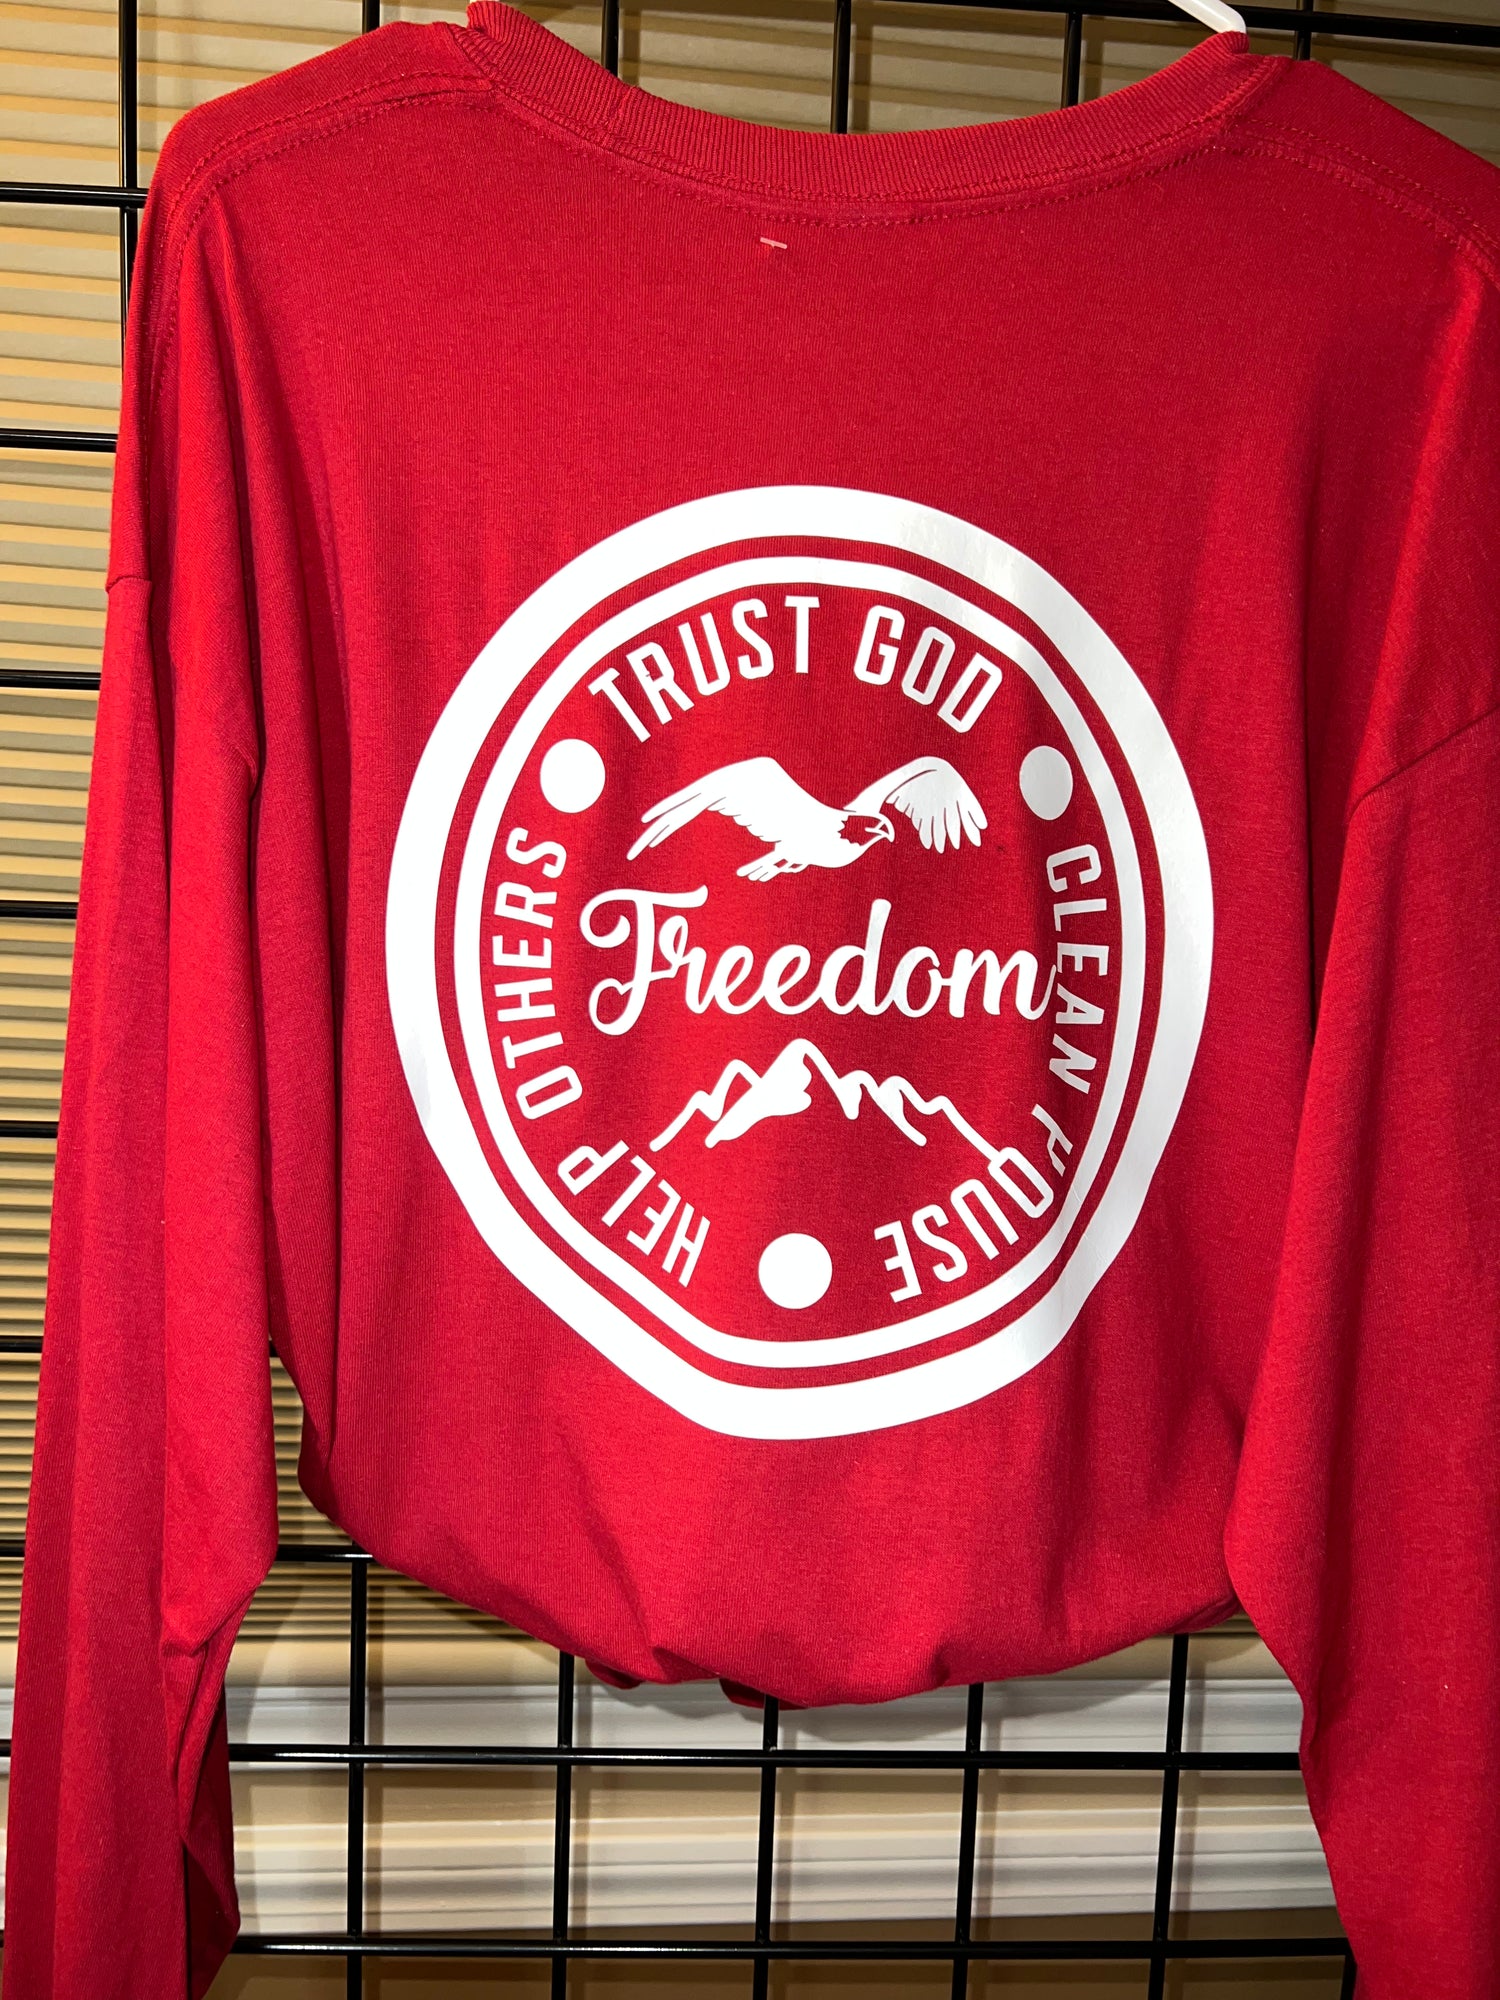 TRUST GOD
CLEAN HOUSE
HELP OTHERS
Freedom